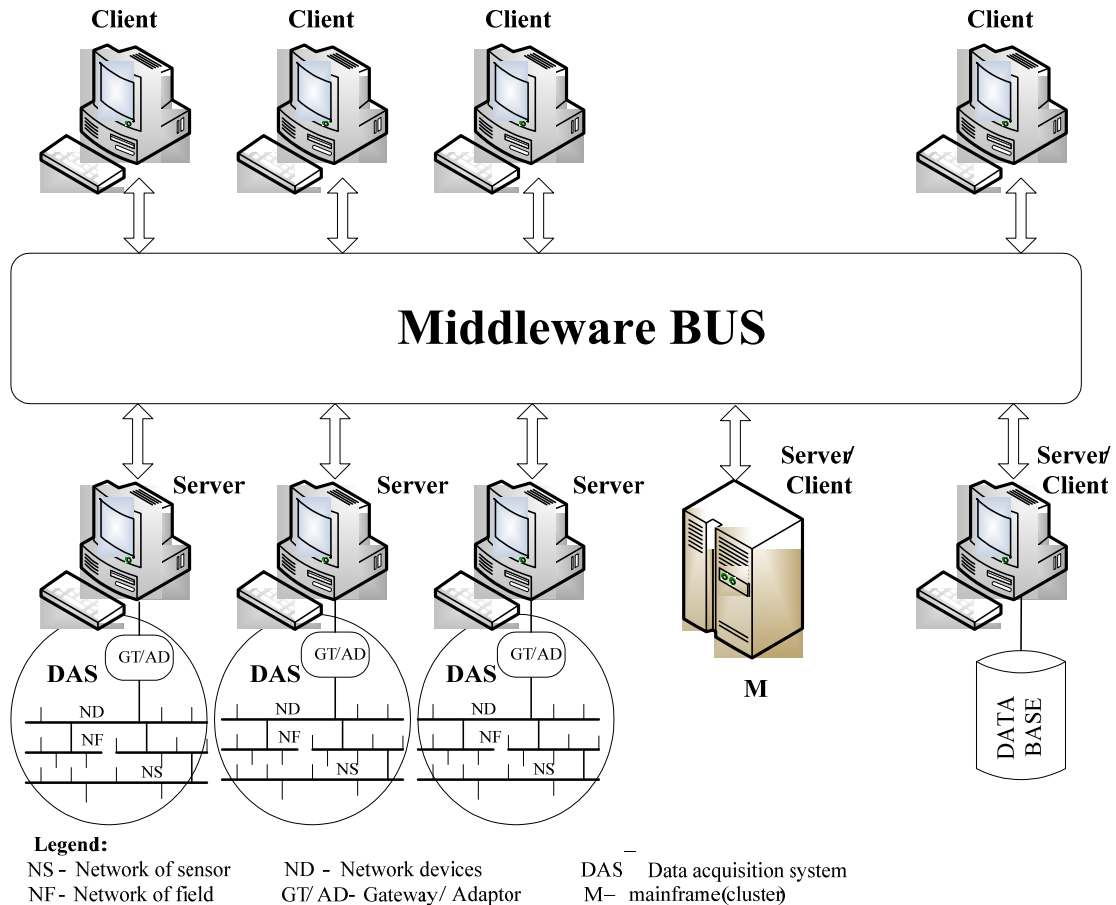 Client Client Client Client
Middleware BUS
Server Server Server Server/ Client Server/ Client
GT/AD GT/AD GT/AD
DAS DAS DAS
M
ND ND ND
NF NF NF
NS NS NS
DATA BASE
Legend:
NS - Network of sensor ND - Network devices DAS – Data acquisition system
NF - Network of field GT/AD- Gateway/Adaptor M– mainframe(cluster)